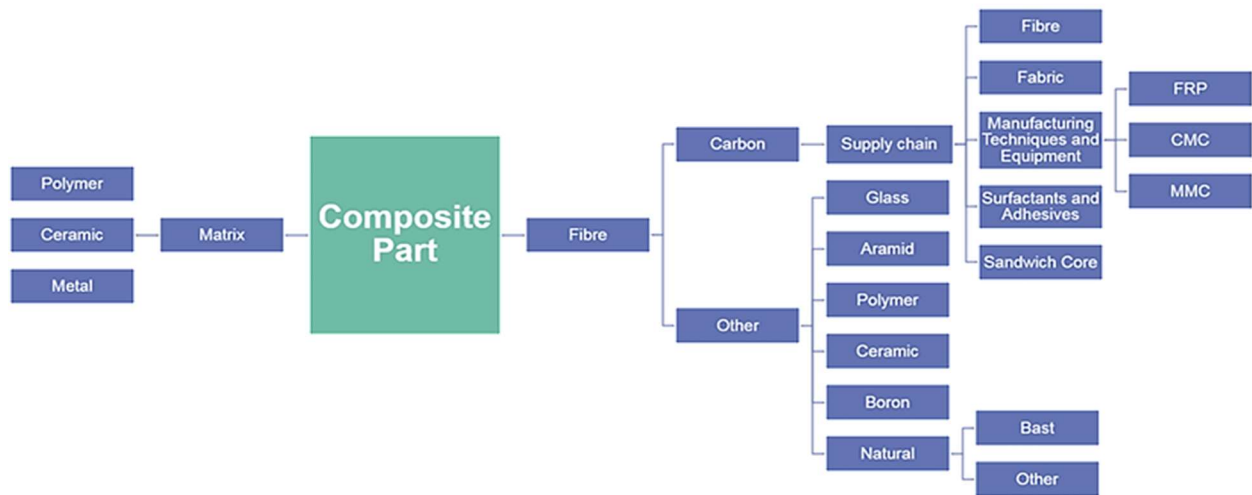 Polymer
Ceramic
Metal
Matrix
Composite
Part
Fibre
Carbon
Other
Supply chain
Glass
Aramid
Polymer
Ceramic
Boron
Natural
Fibre
Fabric
Manufacturing
Techniques and
Equipment
Surfactants and
Adhesives
Sandwich Core
Bast
Other
FRP
CMC
MMC